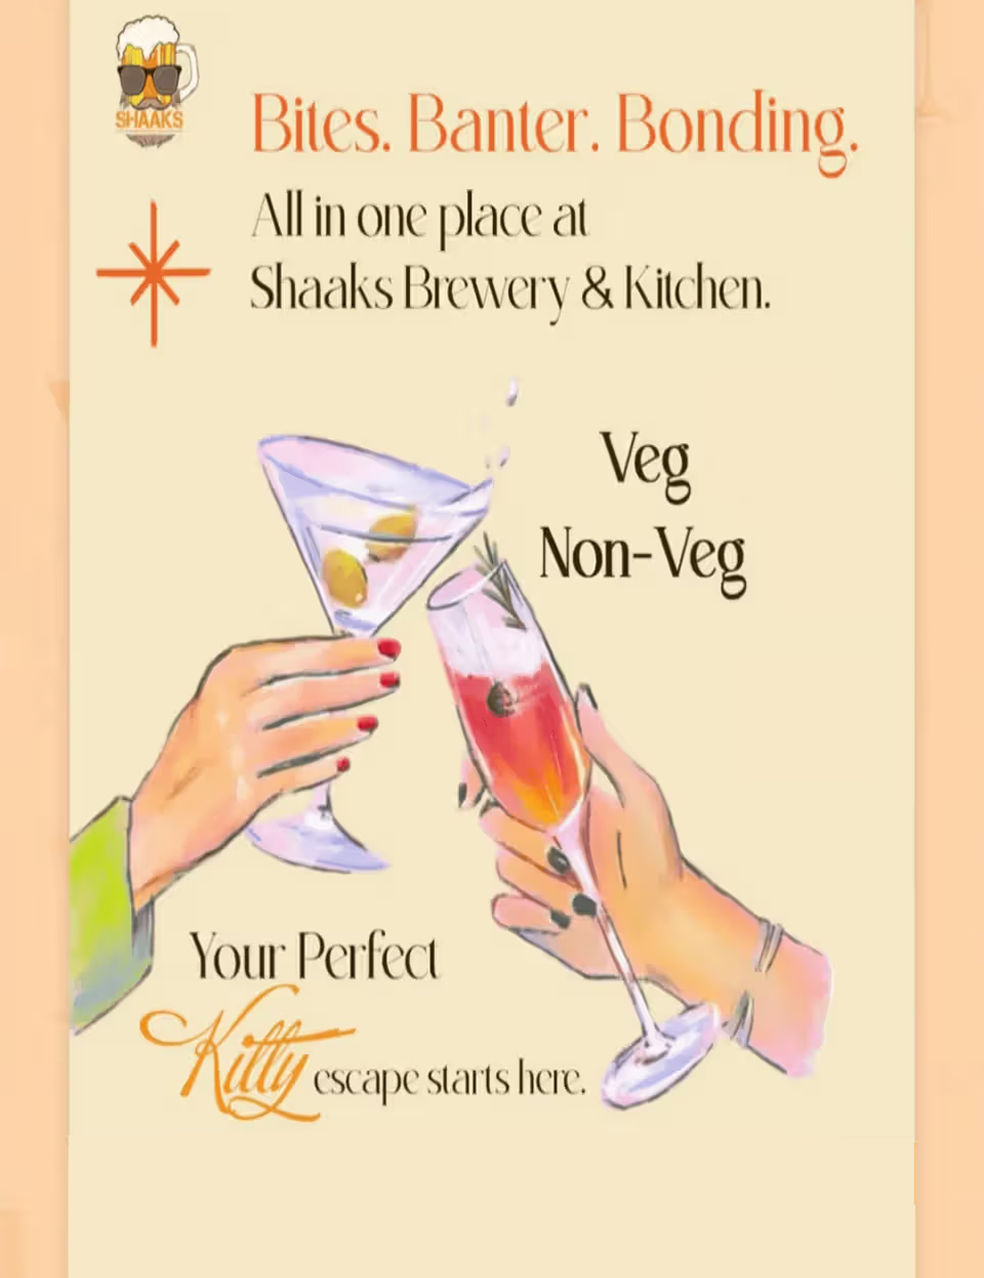 SHAAKS
Bites. Banter. Bonding.
All in one place at
Shaaks Brewery & Kitchen.
Veg
Non-Veg
Your Perfect
Kitty escape starts here.